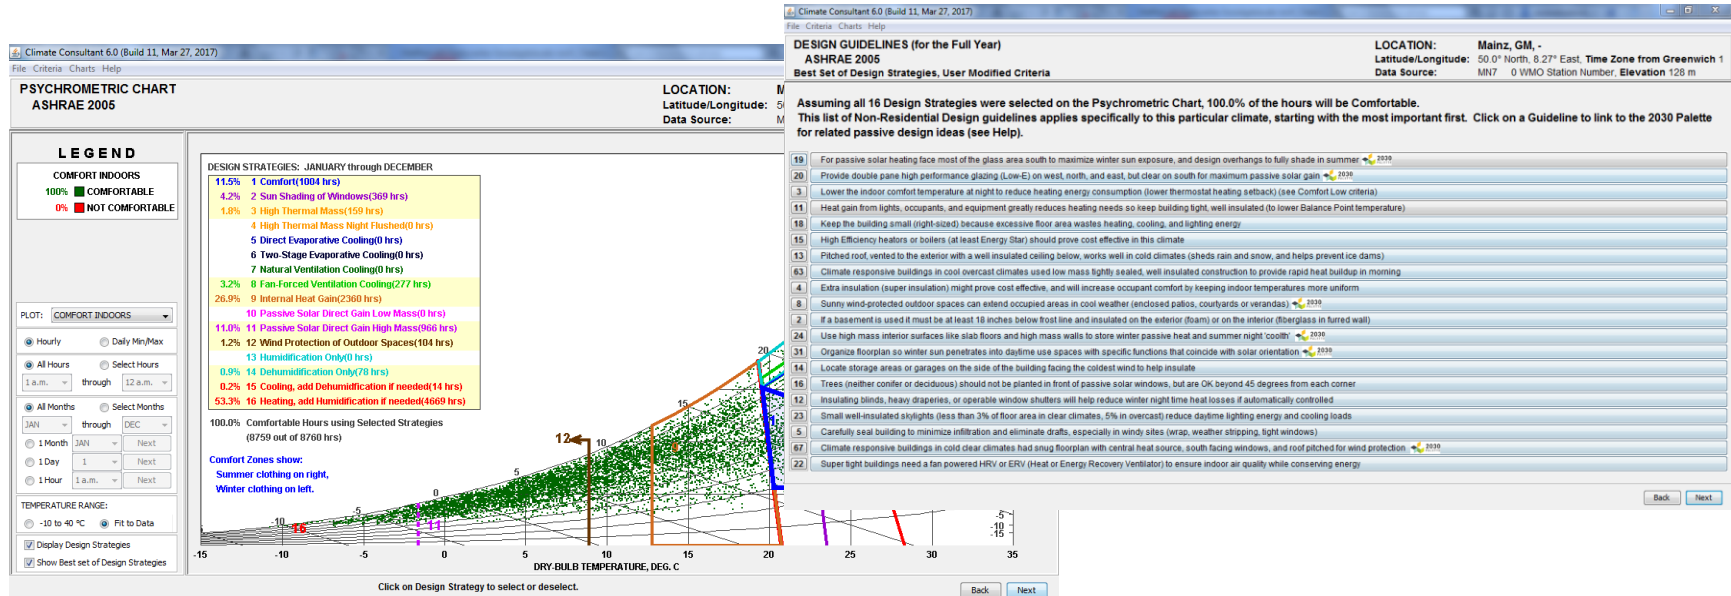 Climate Consultant 6.0 (Build 11, Mar 27, 2017)
File Criteria Charts Help
PSYCHROMETRIC CHART
ASHRAE 2005
LOCATION:
Latitude/Longitude:
Data Source:
LEGEND
COMFORT INDOORS
100% COMFORTABLE
0% NOT COMFORTABLE
PLOT: COMFORT INDOORS
Hourly Daily Min/Max
All Hours Select Hours
1 a.m. through 12 a.m.
All Months Select Months
JAN through DEC
1 Month JAN Next
1 Day 1 Next
1 Hour 1 a.m. Next
TEMPERATURE RANGE:
-10 to 40 °C Fit to Data
Display Design Strategies
Show Best set of Design Strategies
DESIGN STRATEGIES: JANUARY through DECEMBER
11.5% 1 Comfort(1004 hrs)
4.2% 2 Sun Shading of Windows(369 hrs)
1.8% 3 High Thermal Mass(159 hrs)
4 High Thermal Mass Night Flushed(0 hrs)
5 Direct Evaporative Cooling(0 hrs)
6 Two-Stage Evaporative Cooling(0 hrs)
7 Natural Ventilation Cooling(0 hrs)
3.2% 8 Fan-Forced Ventilation Cooling(277 hrs)
26.9% 9 Internal Heat Gain(2360 hrs)
10 Passive Solar Direct Gain Low Mass(0 hrs)
11.0% 11 Passive Solar Direct Gain High Mass(966 hrs)
1.2% 12 Wind Protection of Outdoor Spaces(104 hrs)
13 Humidification Only(0 hrs)
0.9% 14 Dehumidification Only(78 hrs)
0.2% 15 Cooling, add Dehumidification if needed(14 hrs)
53.3% 16 Heating, add Humidification if needed(4669 hrs)
100.0% Comfortable Hours using Selected Strategies
(8759 out of 8760 hrs)
Comfort Zones show:
Summer clothing on right,
Winter clothing on left.
20
15
12
10
5
0
-5
-10
16
11
-5
-10
-15
-15 -10 -5 0 5 10 15 20 25 30 35
DRY-BULB TEMPERATURE, DEG. C
Click on Design Strategy to select or deselect.
Back Next
Climate Consultant 6.0 (Build 11, Mar 27, 2017)
File Criteria Charts Help
DESIGN GUIDELINES (for the Full Year)
ASHRAE 2005
Best Set of Design Strategies, User Modified Criteria
LOCATION: Mainz, GM, -
Latitude/Longitude: 50.0° North, 8.27° East, Time Zone from Greenwich 1
Data Source: MN7 0 WMO Station Number, Elevation 128 m
Assuming all 16 Design Strategies were selected on the Psychrometric Chart, 100.0% of the hours will be Comfortable.
This list of Non-Residential Design guidelines applies specifically to this particular climate, starting with the most important first. Click on a Guideline to link to the 2030 Palette
for related passive design ideas (see Help).
19 For passive solar heating face most of the glass area south to maximize winter sun exposure, and design overhangs to fully shade in summer 2030
20 Provide double pane high performance glazing (Low-E) on west, north, and east, but clear on south for maximum passive solar gain 2030
3 Lower the indoor comfort temperature at night to reduce heating energy consumption (lower thermostat heating setback) (see Comfort Low criteria)
11 Heat gain from lights, occupants, and equipment greatly reduces heating needs so keep building tight, well insulated (to lower Balance Point temperature)
18 Keep the building small (right-sized) because excessive floor area wastes heating, cooling, and lighting energy
15 High Efficiency heators or boilers (at least Energy Star) should prove cost effective in this climate
13 Pitched roof, vented to the exterior with a well insulated ceiling below, works well in cold climates (sheds rain and snow, and helps prevent ice dams)
63 Climate responsive buildings in cool overcast climates used low mass tightly sealed, well insulated construction to provide rapid heat buildup in morning
4 Extra insulation (super insulation) might prove cost effective, and will increase occupant comfort by keeping indoor temperatures more uniform
8 Sunny wind-protected outdoor spaces can extend occupied areas in cool weather (enclosed patios, courtyards or verandas) 2030
2 If a basement is used it must be at least 18 inches below frost line and insulated on the exterior (foam) or on the interior (fiberglass in furred wall)
24 Use high mass interior surfaces like slab floors and high mass walls to store winter passive heat and summer night 'coolth' 2030
31 Organize floorplan so winter sun penetrates into daytime use spaces with specific functions that coincide with solar orientation 2030
14 Locate storage areas or garages on the side of the building facing the coldest wind to help insulate
16 Trees (neither conifer or deciduous) should not be planted in front of passive solar windows, but are OK beyond 45 degrees from each corner
12 Insulating blinds, heavy draperies, or operable window shutters will help reduce winter night time heat losses if automatically controlled
23 Small well-insulated skylights (less than 3% of floor area in clear climates, 5% in overcast) reduce daytime lighting energy and cooling loads
5 Carefully seal building to minimize infiltration and eliminate drafts, especially in windy sites (wrap, weather stripping, tight windows)
67 Climate responsive buildings in cold clear climates had snug floorplan with central heat source, south facing windows, and roof pitched for wind protection 2030
22 Super tight buildings need a fan powered HRV or ERV (Heat or Energy Recovery Ventilator) to ensure indoor air quality while conserving energy
Back Next